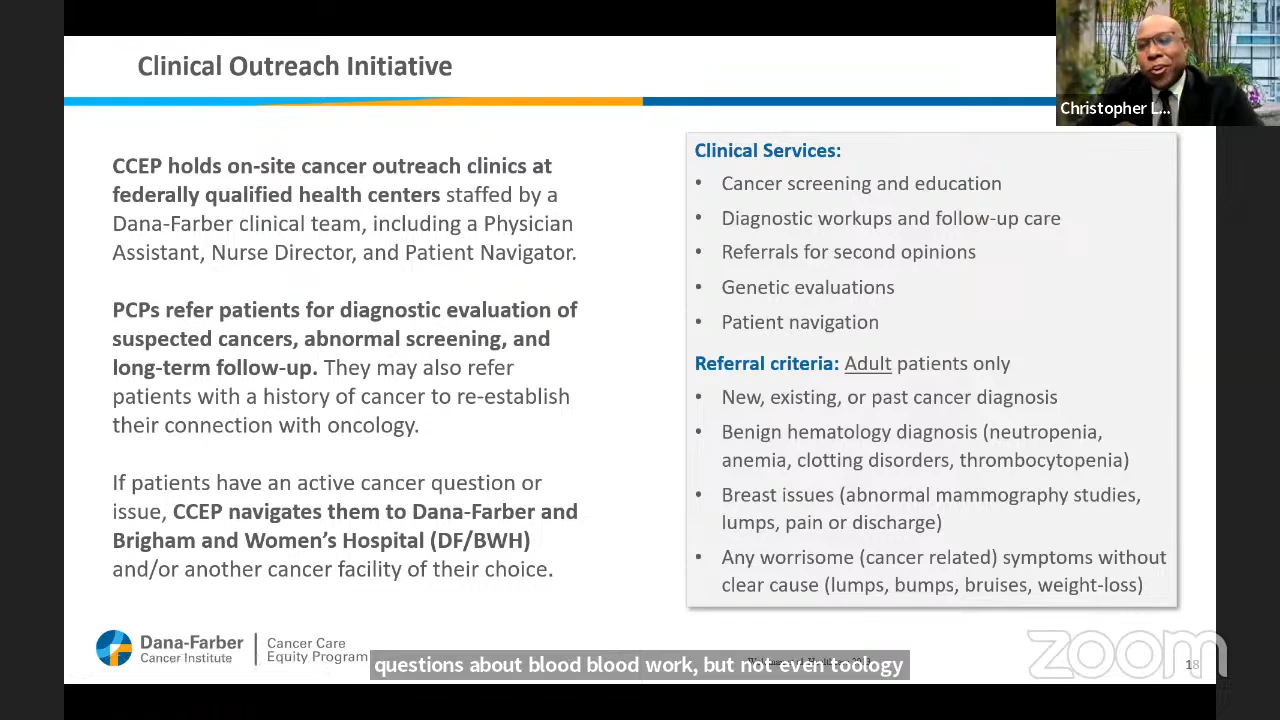 Clinical Outreach Initiative
Christopher L...
CCEP holds on-site cancer outreach clinics at
federally qualified health centers staffed by a
Dana-Farber clinical team, including a Physician
Assistant, Nurse Director, and Patient Navigator.
PCPs refer patients for diagnostic evaluation of
suspected cancers, abnormal screening, and
long-term follow-up. They may also refer
patients with a history of cancer to re-establish
their connection with oncology.
If patients have an active cancer question or
issue, CCEP navigates them to Dana-Farber and
Brigham and Women's Hospital (DF/BWH)
and/or another cancer facility of their choice.
Clinical Services:
• Cancer screening and education
• Diagnostic workups and follow-up care
• Referrals for second opinions
• Genetic evaluations
• Patient navigation
Referral criteria: Adult patients only
• New, existing, or past cancer diagnosis
• Benign hematology diagnosis (neutropenia,
anemia, clotting disorders, thrombocytopenia)
• Breast issues (abnormal mammography studies,
lumps, pain or discharge)
• Any worrisome (cancer related) symptoms without
clear cause (lumps, bumps, bruises, weight-loss)
Dana-Farber
Cancer Institute
Cancer Care
Equity Program
questions about blood blood work, but not even toology
zoom
18